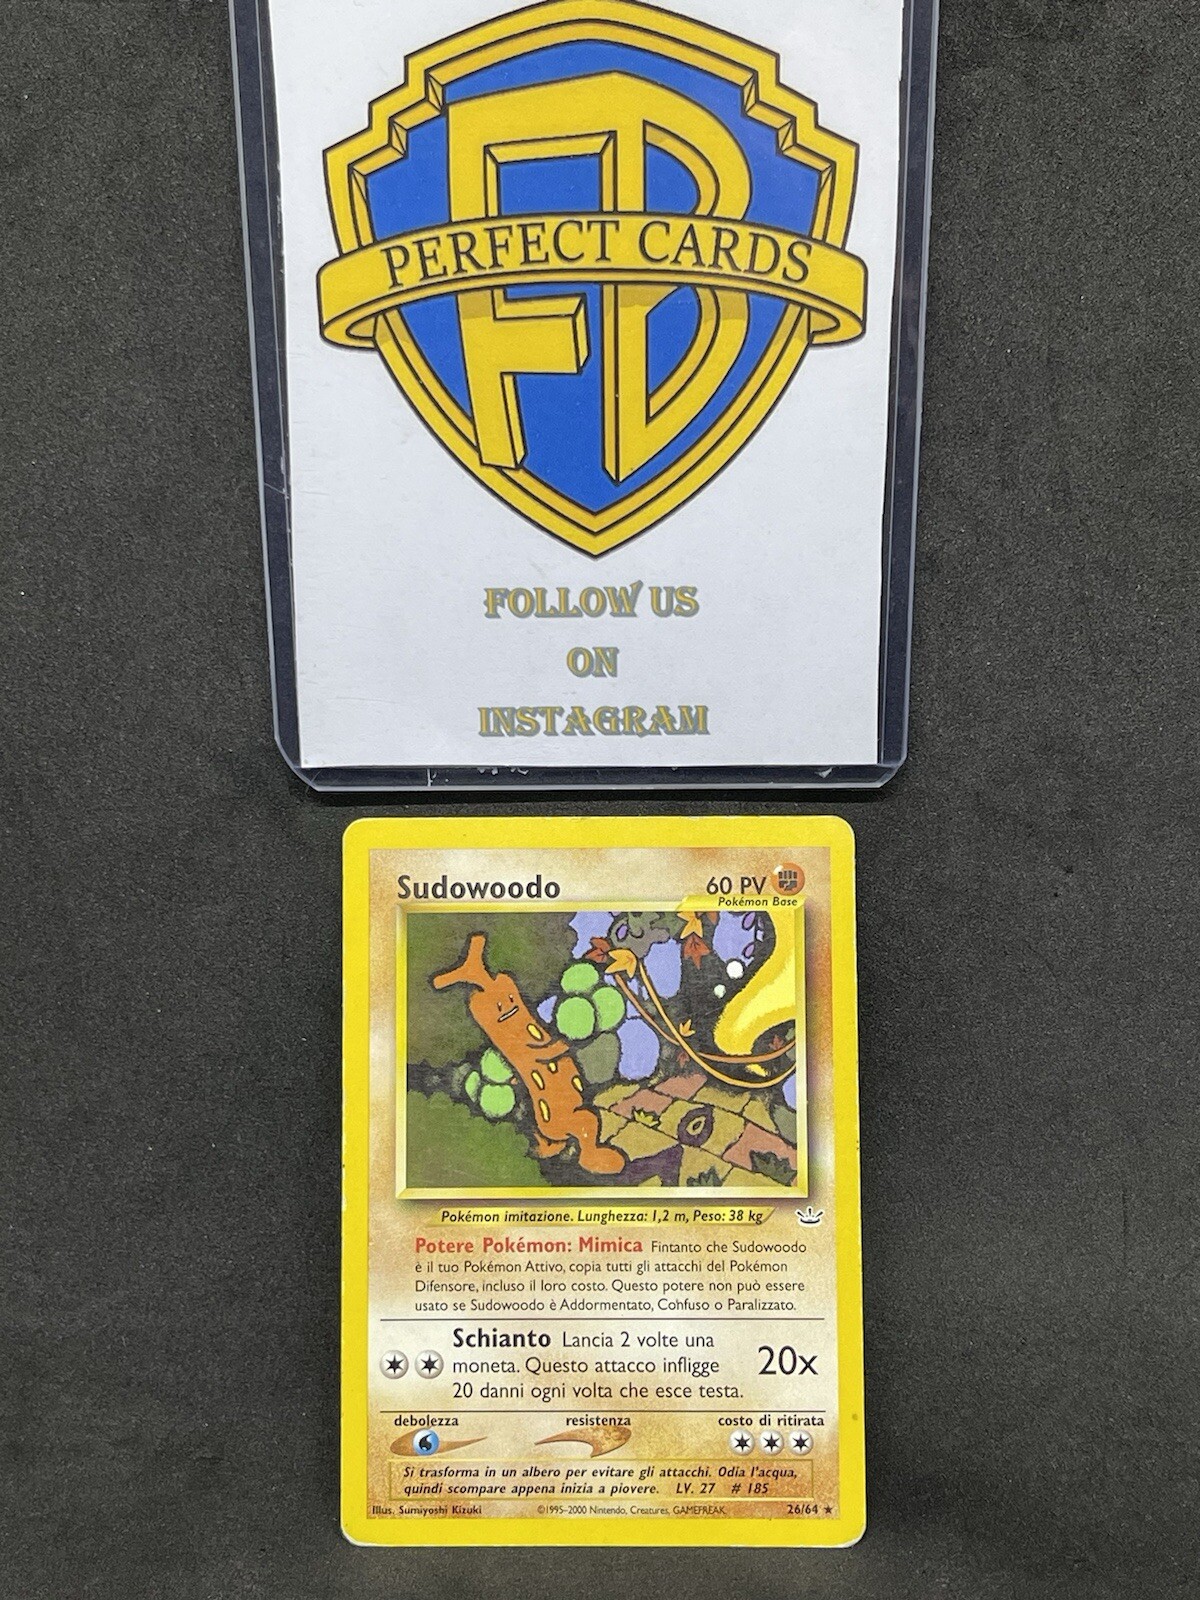 FB
PERFECT CARDS
FOLLOW US
ON
INSTAGRAM
Sudowoodo 60 PV
Pokémon Base
Pokémon imitazione. Lunghezza: 1,2 m, Peso: 38 kg
Potere Pokémon: Mimica Fintanto che Sudowoodo
è il tuo Pokémon Attivo, copia tutti gli attacchi del Pokémon
Difensore, incluso il loro costo. Questo potere non può essere
usato se Sudowoodo è Addormentato, Confuso o Paralizzato.
Schianto Lancia 2 volte una
moneta. Questo attacco infligge 20x
20 danni ogni volta che esce testa.
debolezza resistenza costo di ritirata
Si trasforma in un albero per evitare gli attacchi. Odia l'acqua,
quindi scompare appena inizia a piovere. LV. 27 # 185
Illus. Sumiyoshi Kizuki ©1995-2000 Nintendo, Creatures, GAMEFREAK. 26/64 ★